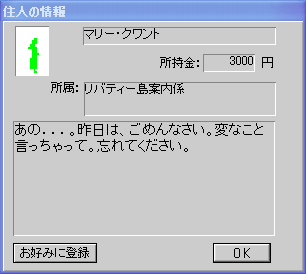 住人の情報
マリー・クワント
所持金: 3000 円
所属: リバティー島案内係
あの．．．．。昨日は、ごめんなさい。変なこと
言っちゃって。忘れてください。
お好みに登録 OK